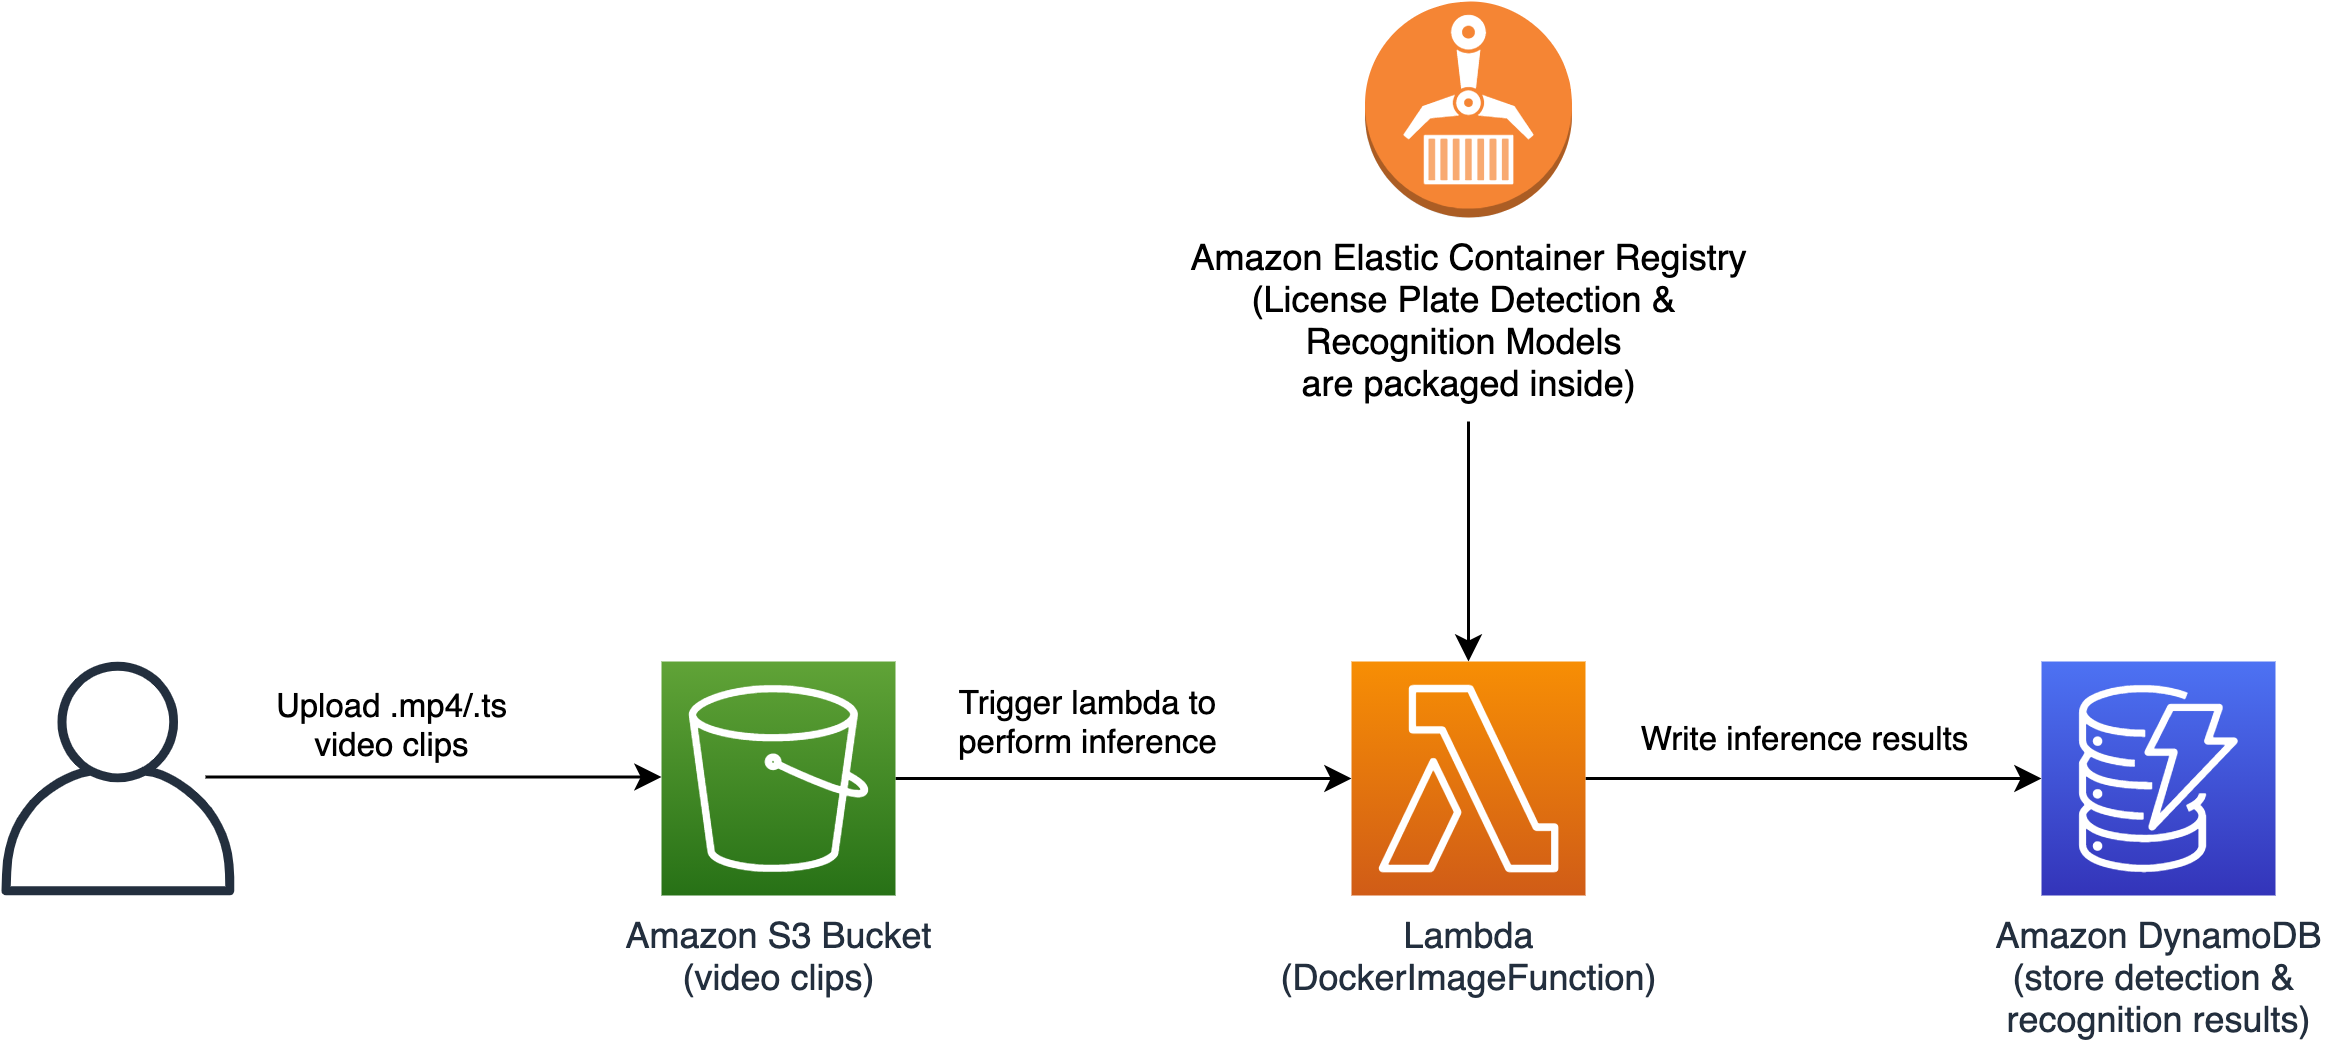 Amazon Elastic Container Registry
(License Plate Detection &
Recognition Models
are packaged inside)
Upload .mp4/.ts
video clips
Trigger lambda to
perform inference
Write inference results
Amazon S3 Bucket
(video clips)
Lambda
(DockerImageFunction)
Amazon DynamoDB
(store detection &
recognition results)